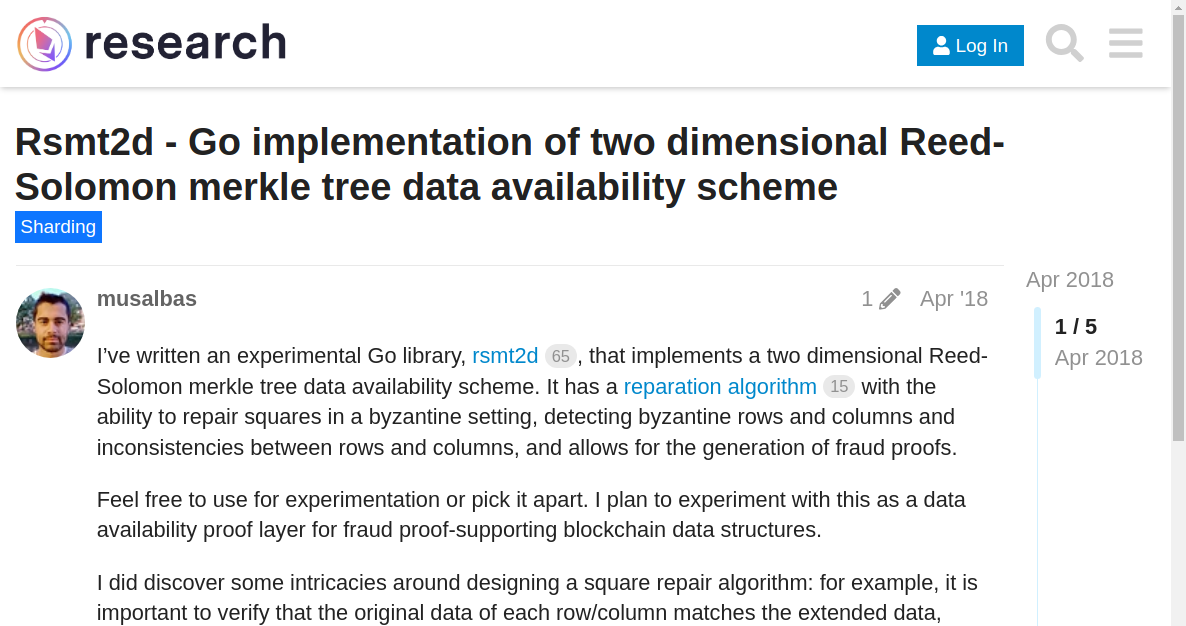 research
Log In
Rsmt2d - Go implementation of two dimensional Reed-
Solomon merkle tree data availability scheme
Sharding
musalbas
1
Apr '18
Apr 2018
1 / 5
Apr 2018
I’ve written an experimental Go library, rsmt2d 65, that implements a two dimensional Reed-
Solomon merkle tree data availability scheme. It has a reparation algorithm 15 with the
ability to repair squares in a byzantine setting, detecting byzantine rows and columns and
inconsistencies between rows and columns, and allows for the generation of fraud proofs.
Feel free to use for experimentation or pick it apart. I plan to experiment with this as a data
availability proof layer for fraud proof-supporting blockchain data structures.
I did discover some intricacies around designing a square repair algorithm: for example, it is
important to verify that the original data of each row/column matches the extended data,